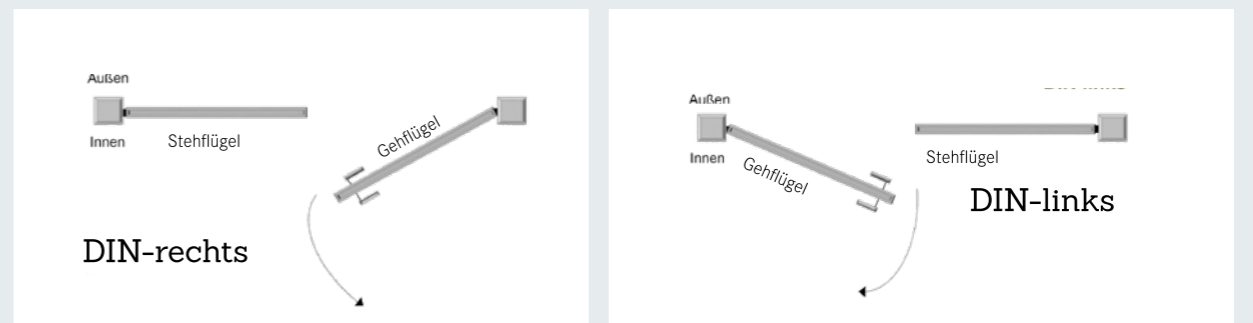 Außen
Innen
Stehflügel
Gehflügel
DIN-rechts
Außen
Innen
Gehflügel
Stehflügel
DIN-links